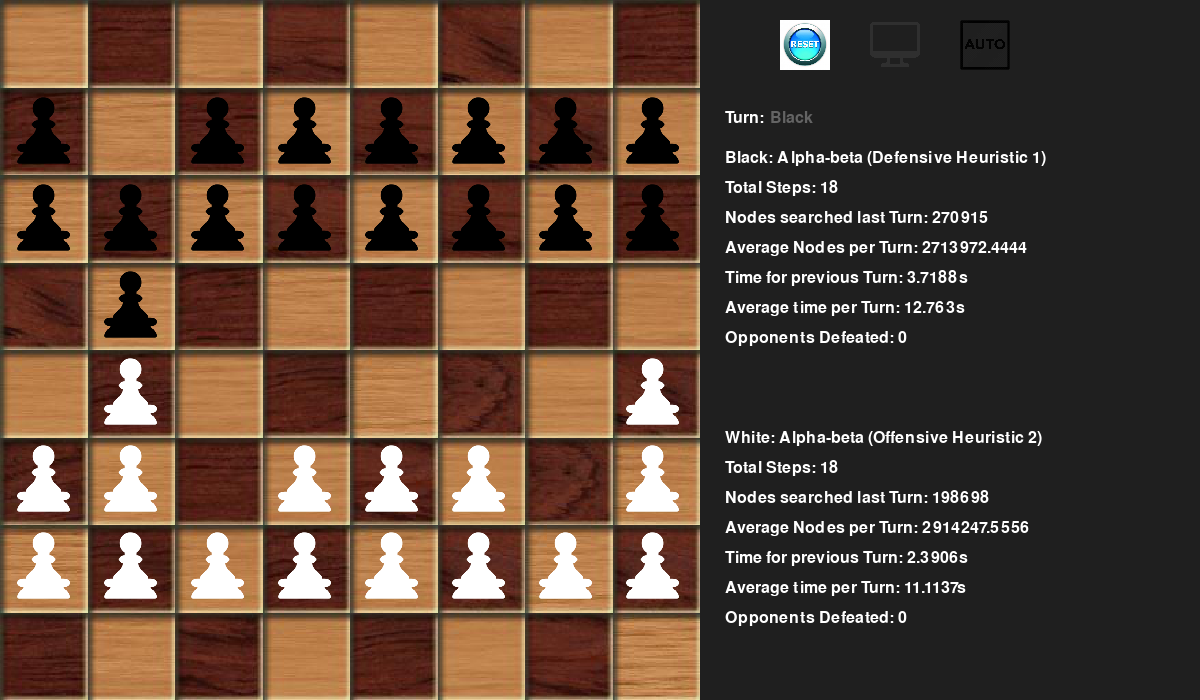 RESET
AUTO
Turn: Black
Black: Alpha-beta (Defensive Heuristic 1)
Total Steps: 18
Nodes searched last Turn: 270915
Average Nodes per Turn: 2713972.4444
Time for previous Turn: 3.7188s
Average time per Turn: 12.763s
Opponents Defeated: 0
White: Alpha-beta (Offensive Heuristic 2)
Total Steps: 18
Nodes searched last Turn: 198698
Average Nodes per Turn: 2914247.5556
Time for previous Turn: 2.3906s
Average time per Turn: 11.1137s
Opponents Defeated: 0